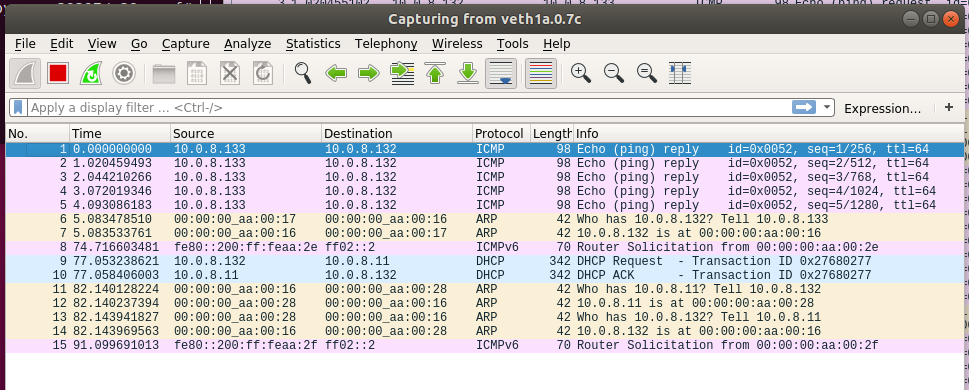 Capturing from veth1a.0.7c
File Edit View Go Capture Analyze Statistics Telephony Wireless Tools Help
Apply a display filter ... <Ctrl-/> Expression... +
No. Time Source Destination Protocol Length Info
1 0.000000000 10.0.8.133 10.0.8.132 ICMP 98 Echo (ping) reply id=0x0052, seq=1/256, ttl=64
2 1.020459493 10.0.8.133 10.0.8.132 ICMP 98 Echo (ping) reply id=0x0052, seq=2/512, ttl=64
3 2.044210266 10.0.8.133 10.0.8.132 ICMP 98 Echo (ping) reply id=0x0052, seq=3/768, ttl=64
4 3.072019346 10.0.8.133 10.0.8.132 ICMP 98 Echo (ping) reply id=0x0052, seq=4/1024, ttl=64
5 4.093086183 10.0.8.133 10.0.8.132 ICMP 98 Echo (ping) reply id=0x0052, seq=5/1280, ttl=64
6 5.083478510 00:00:00_aa:00:17 00:00:00_aa:00:16 ARP 42 Who has 10.0.8.132? Tell 10.0.8.133
7 5.083533761 00:00:00_aa:00:16 00:00:00_aa:00:17 ARP 42 10.0.8.132 is at 00:00:00:aa:00:16
8 74.716603481 fe80::200:ff:feaa:2e ff02::2 ICMPv6 70 Router Solicitation from 00:00:00:aa:00:2e
9 77.053238621 10.0.8.132 10.0.8.11 DHCP 342 DHCP Request - Transaction ID 0x27680277
10 77.058406003 10.0.8.11 10.0.8.132 DHCP 342 DHCP ACK - Transaction ID 0x27680277
11 82.140128224 00:00:00_aa:00:16 00:00:00_aa:00:28 ARP 42 Who has 10.0.8.11? Tell 10.0.8.132
12 82.140237394 00:00:00_aa:00:28 00:00:00_aa:00:16 ARP 42 10.0.8.11 is at 00:00:00:aa:00:28
13 82.143941827 00:00:00_aa:00:28 00:00:00_aa:00:16 ARP 42 Who has 10.0.8.132? Tell 10.0.8.11
14 82.143969563 00:00:00_aa:00:16 00:00:00_aa:00:28 ARP 42 10.0.8.132 is at 00:00:00:aa:00:16
15 91.099691013 fe80::200:ff:feaa:2f ff02::2 ICMPv6 70 Router Solicitation from 00:00:00:aa:00:2f